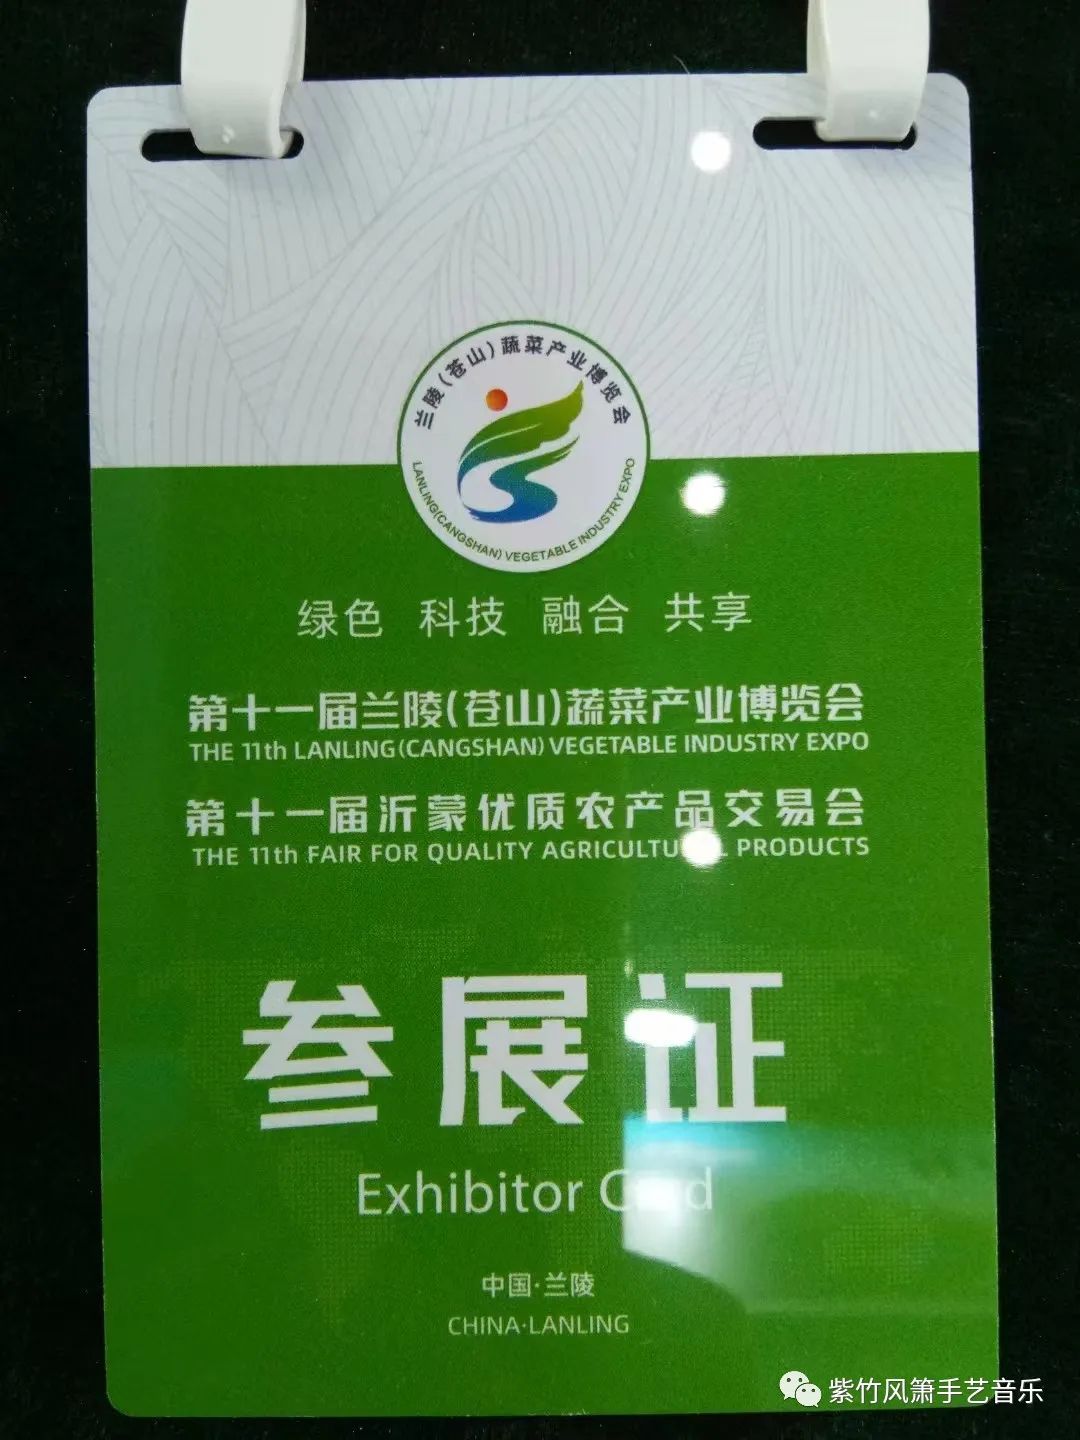 兰陵(苍山)蔬菜产业博览会
LANLING(CANGSHAN) VEGETABLE INDUSTRY EXPO
绿色 科技 融合 共享
第十一届兰陵(苍山)蔬菜产业博览会
THE 11th LANLING(CANGSHAN) VEGETABLE INDUSTRY EXPO
第十一届沂蒙优质农产品交易会
THE 11th FAIR FOR QUALITY AGRICULTURAL PRODUCTS
参展证
Exhibitor Card
中国·兰陵
CHINA·LANLING
紫竹风箫手艺音乐